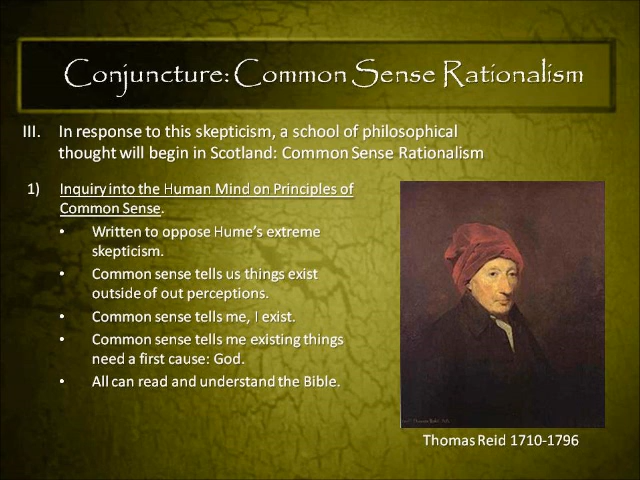 Conjuncture: Common Sense Rationalism
III. In response to this skepticism, a school of philosophical
thought will begin in Scotland: Common Sense Rationalism
1) Inquiry into the Human Mind on Principles of
Common Sense.
• Written to oppose Hume's extreme
skepticism.
• Common sense tells us things exist
outside of out perceptions.
• Common sense tells me, I exist.
• Common sense tells me existing things
need a first cause: God.
• All can read and understand the Bible.
Thomas Reid 1710-1796